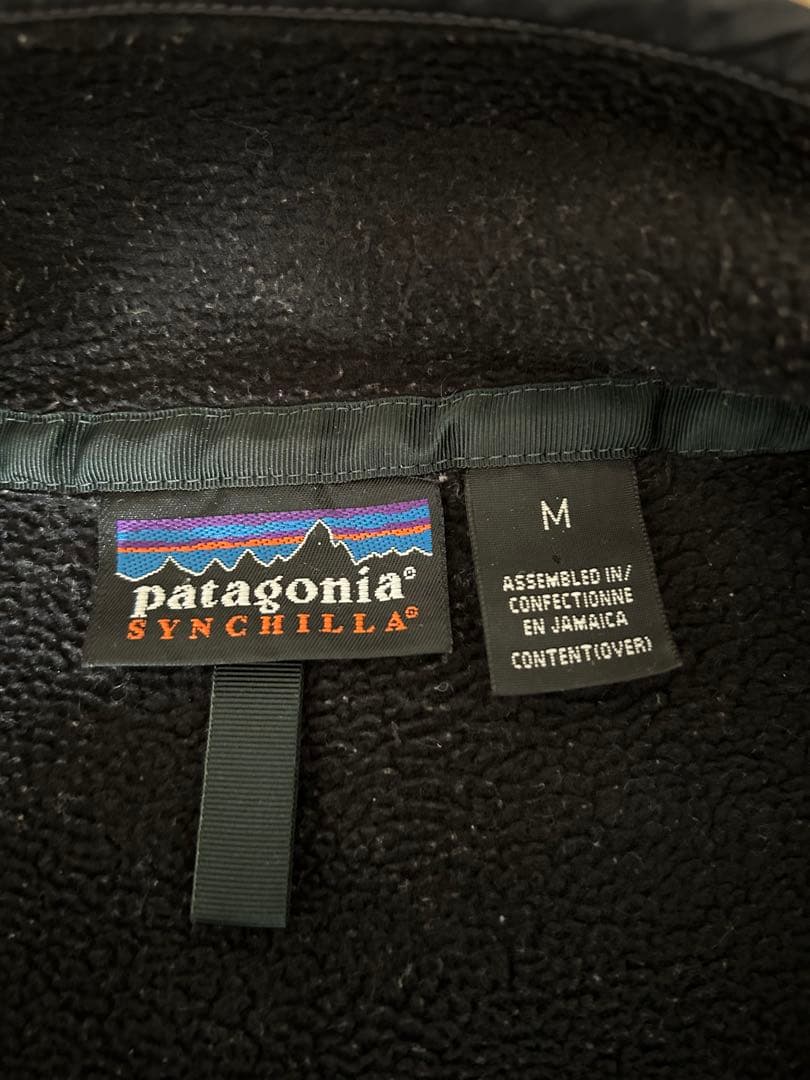 patagonia®
SYNCHILLA®
M
ASSEMBLED IN/
CONFECTIONNE
EN JAMAICA
CONTENT(OVER)